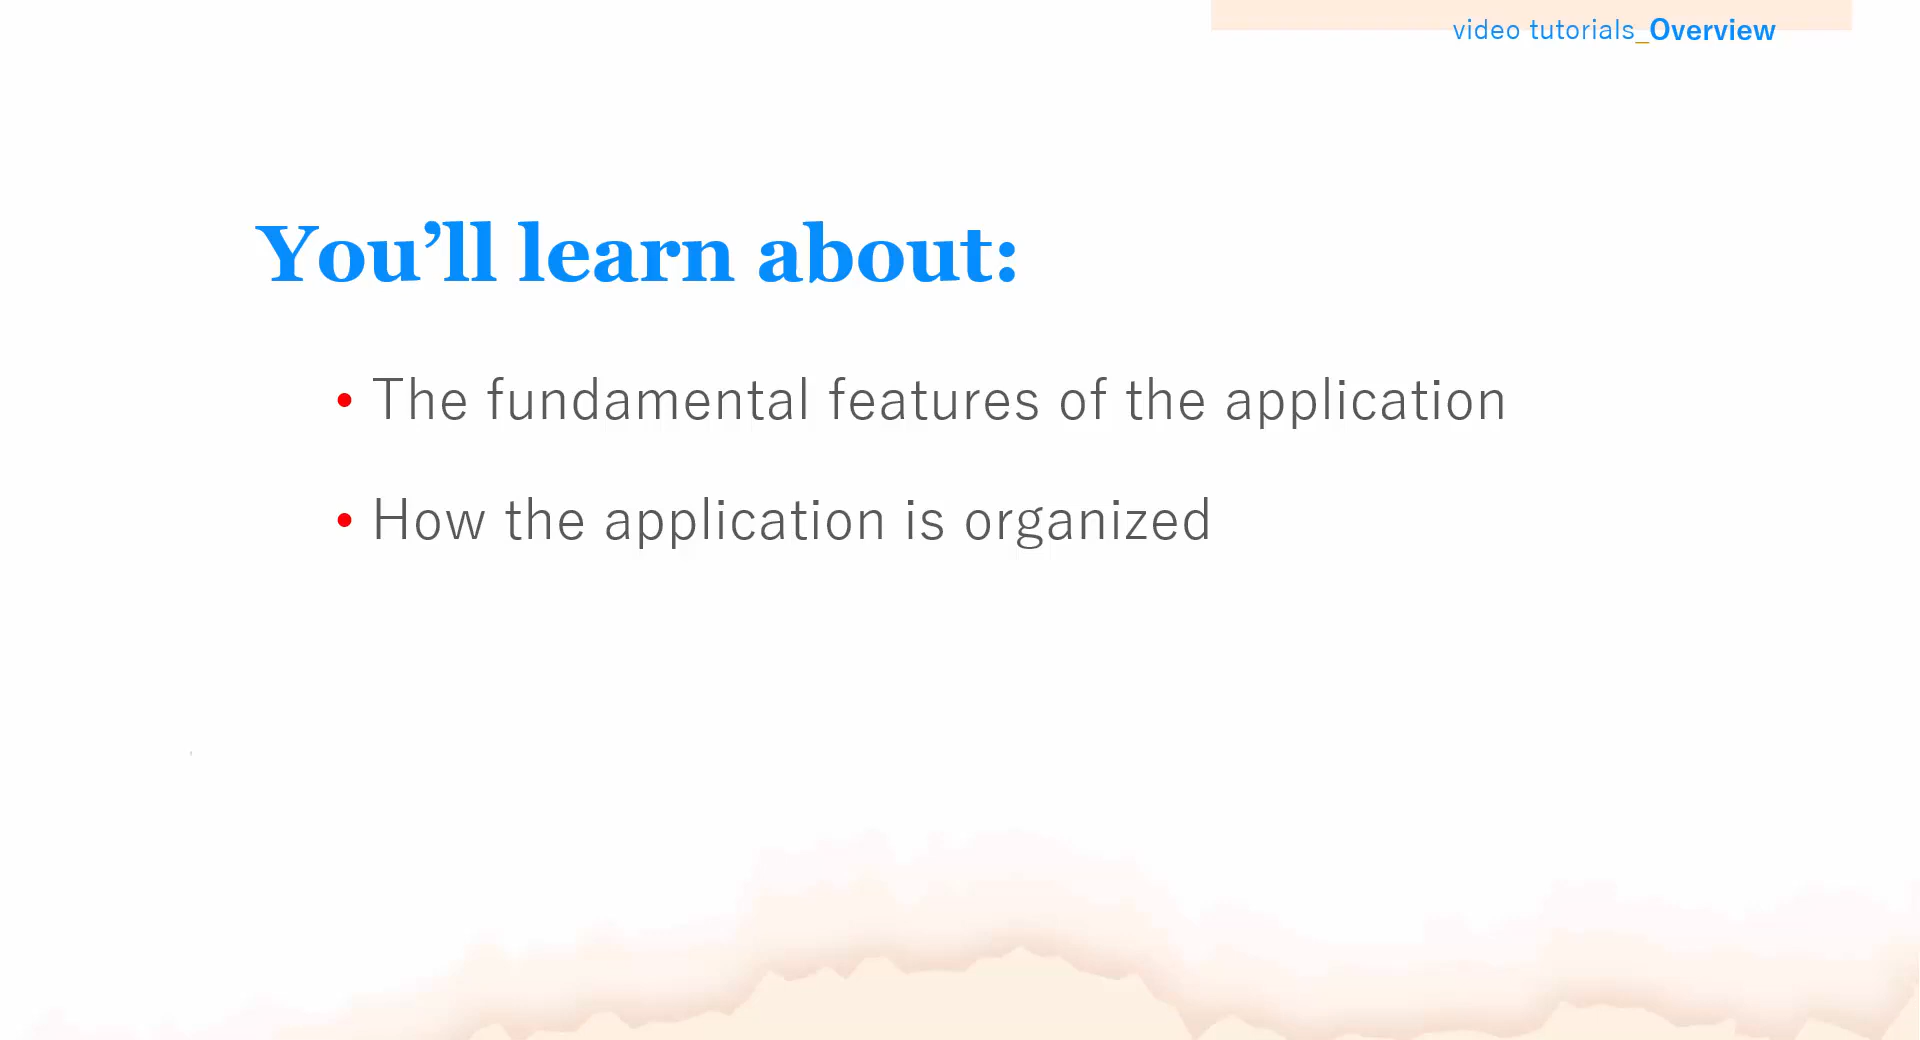 video tutorials_Overview
You’ll learn about:
• The fundamental features of the application
• How the application is organized